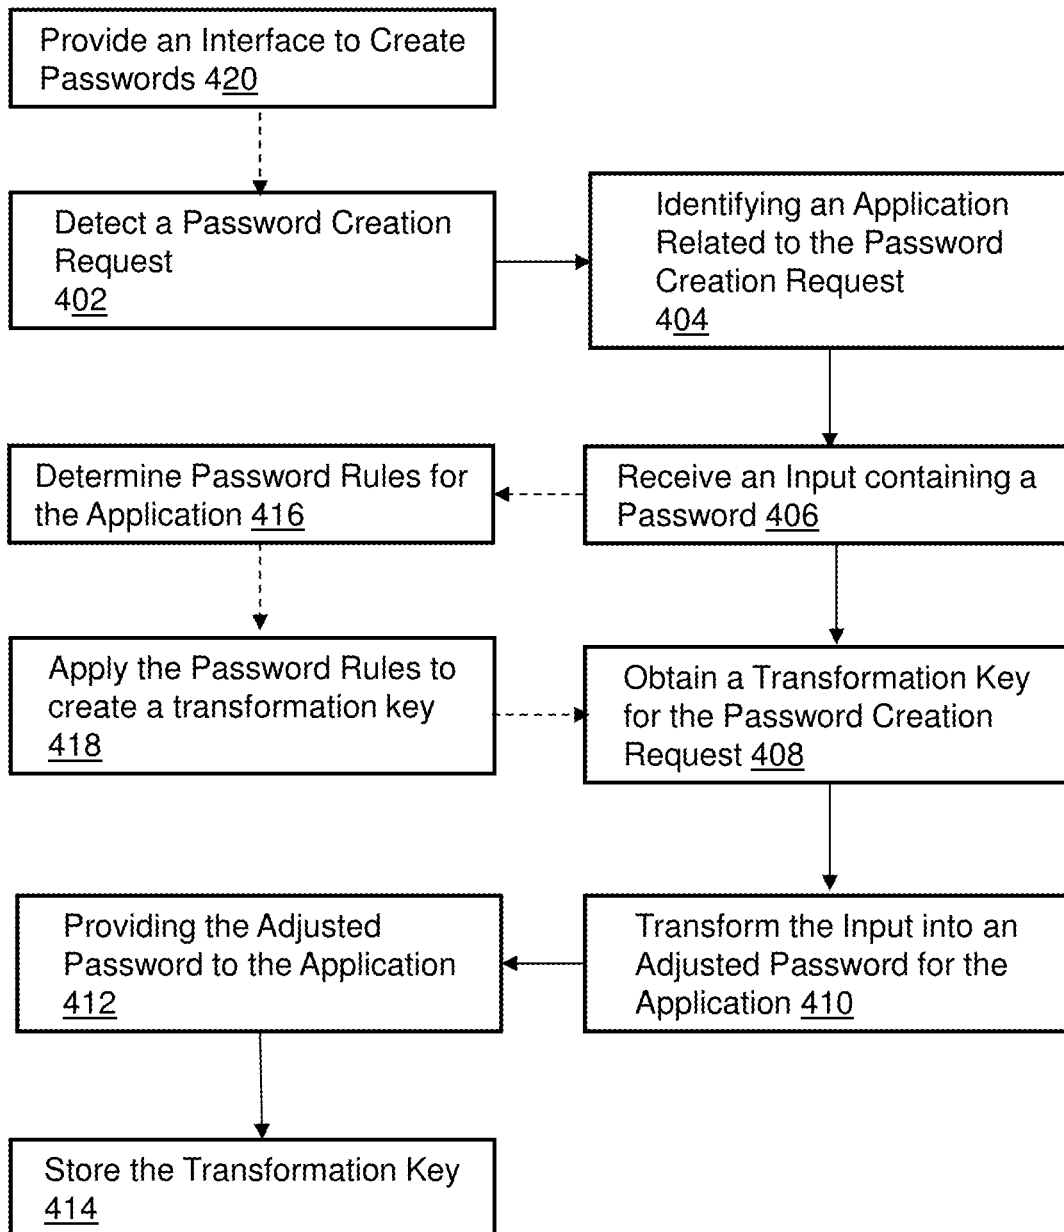 Provide an Interface to Create
Passwords 420
Detect a Password Creation
Request
402
Identifying an Application
Related to the Password
Creation Request
404
Determine Password Rules for
the Application 416
Receive an Input containing a
Password 406
Apply the Password Rules to
create a transformation key
418
Obtain a Transformation Key
for the Password Creation
Request 408
Providing the Adjusted
Password to the Application
412
Transform the Input into an
Adjusted Password for the
Application 410
Store the Transformation Key
414